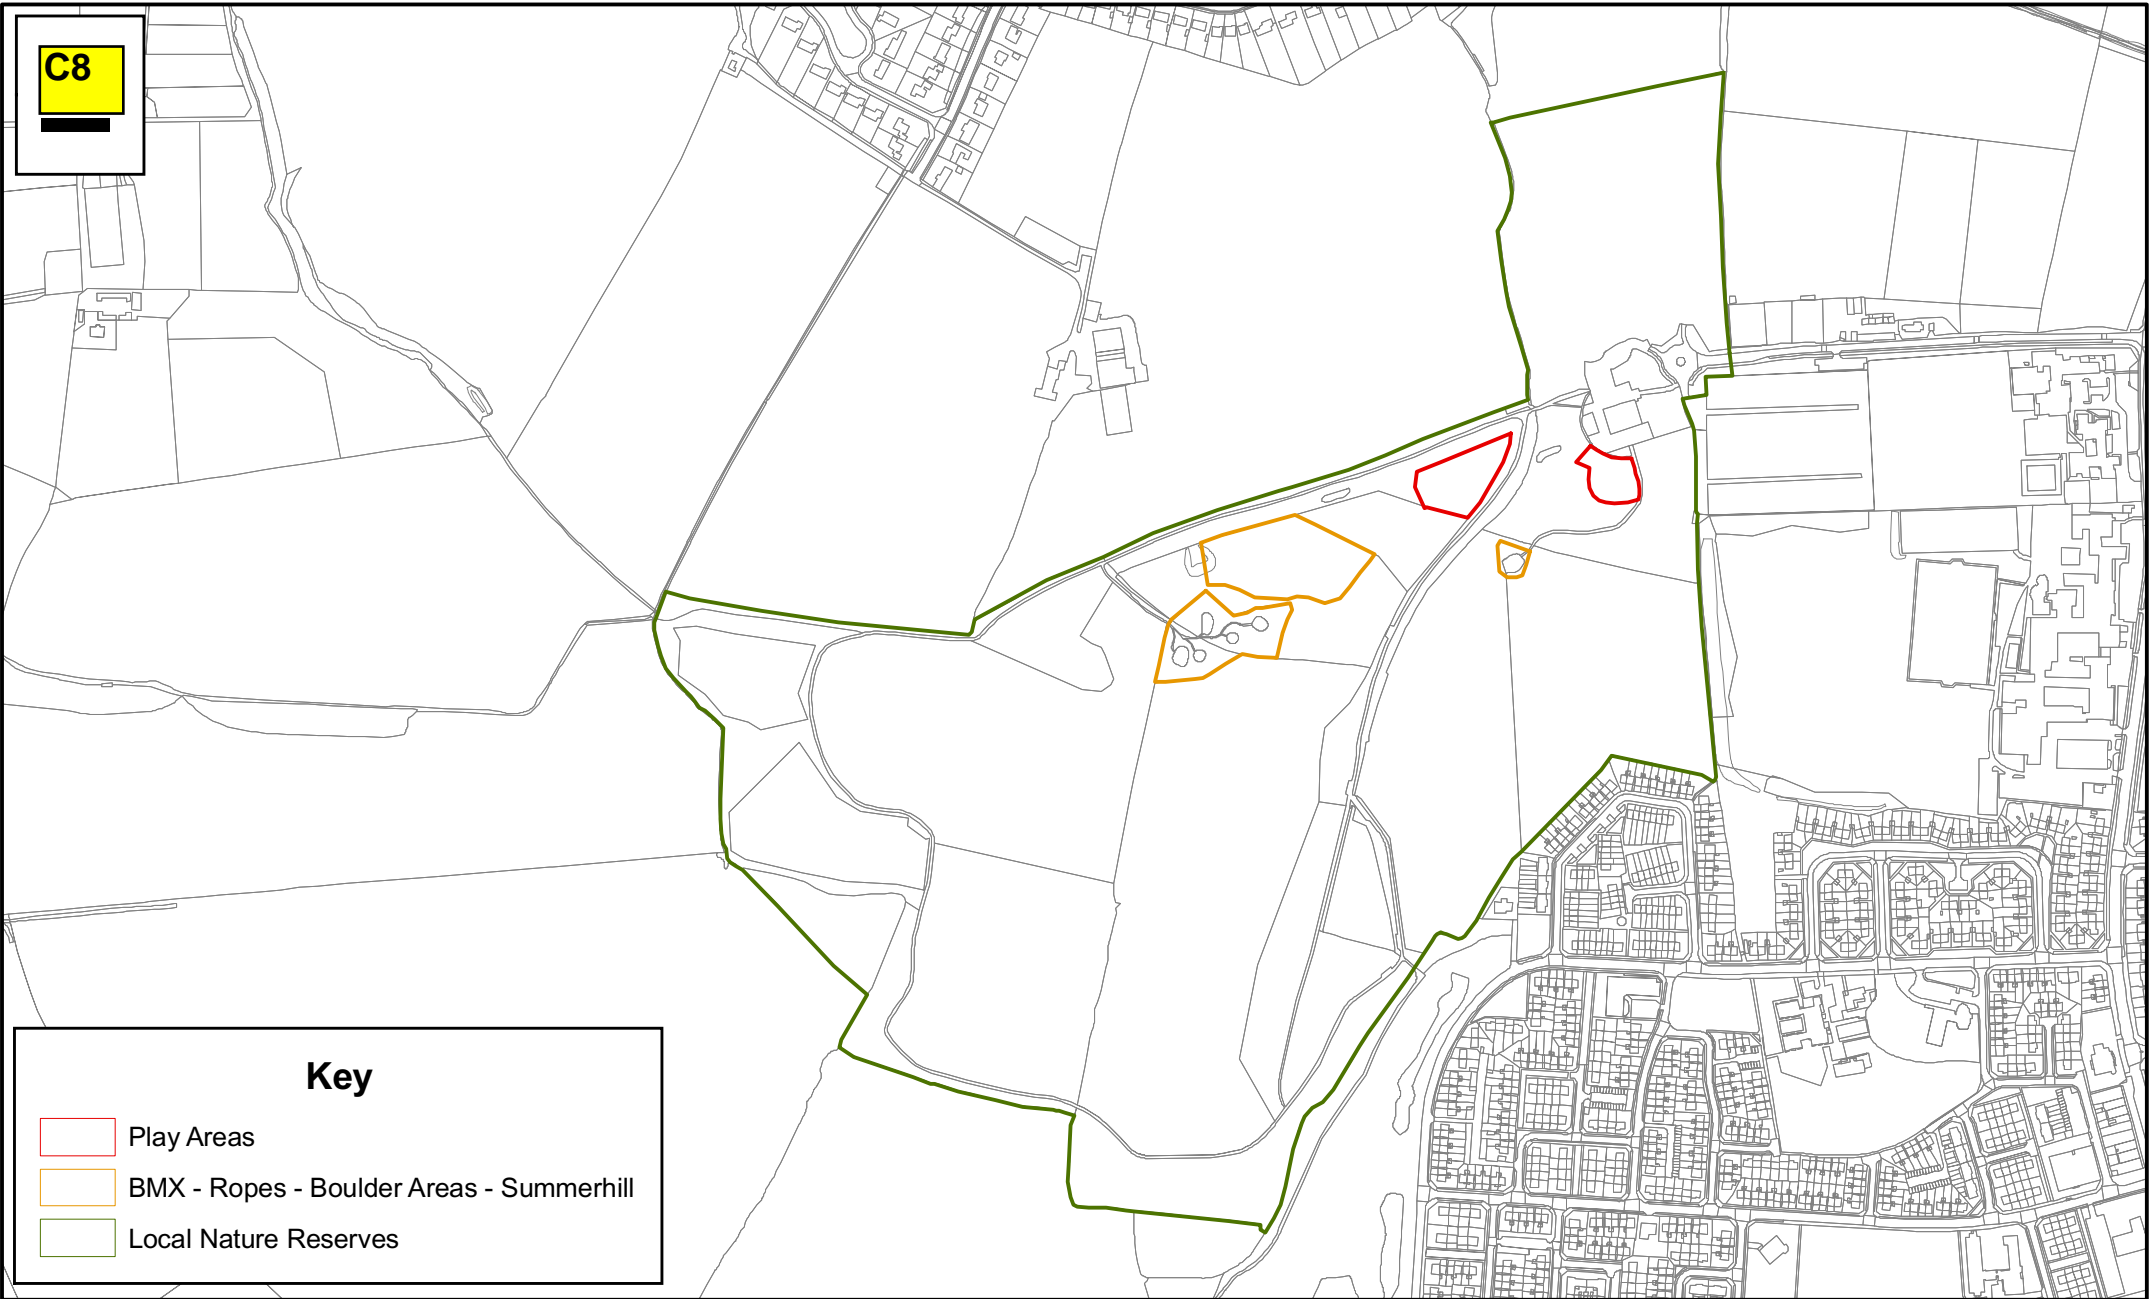 C8
Key
Play Areas
BMX - Ropes - Boulder Areas - Summerhill
Local Nature Reserves